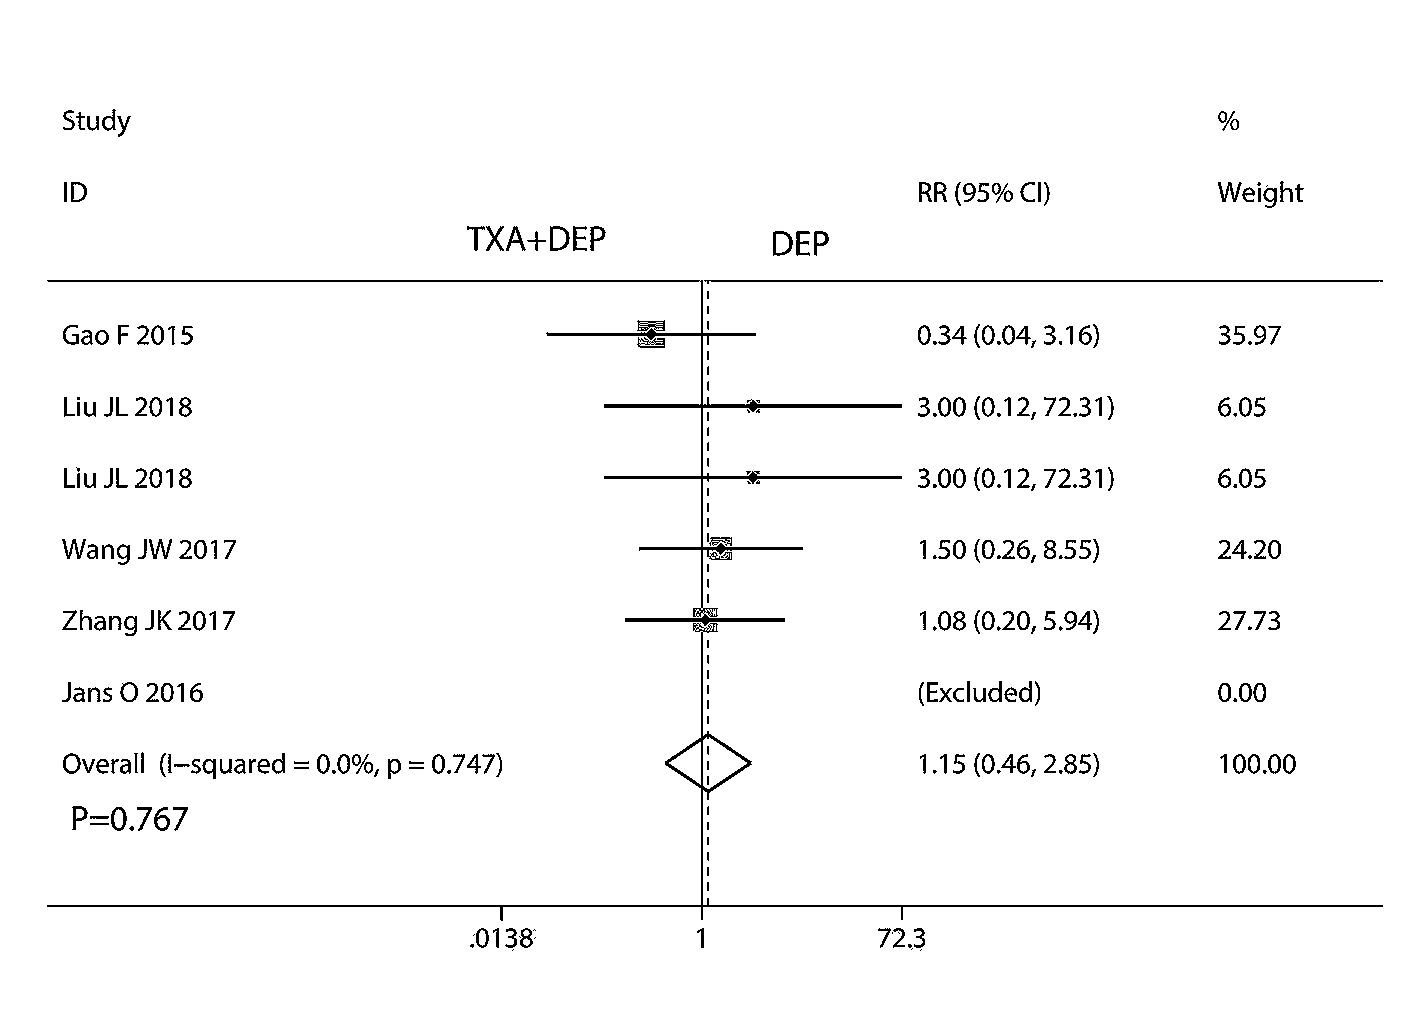 Study %
ID RR (95% CI) Weight
TXA+DEP DEP
Gao F 2015 0.34 (0.04, 3.16) 35.97
Liu JL 2018 3.00 (0.12, 72.31) 6.05
Liu JL 2018 3.00 (0.12, 72.31) 6.05
Wang JW 2017 1.50 (0.26, 8.55) 24.20
Zhang JK 2017 1.08 (0.20, 5.94) 27.73
Jans O 2016 (Excluded) 0.00
Overall (I−squared = 0.0%, p = 0.747) 1.15 (0.46, 2.85) 100.00
P=0.767
.0138 1 72.3